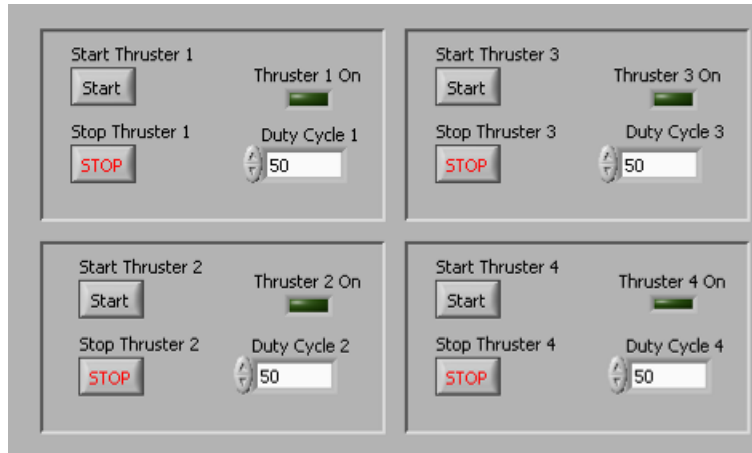 Start Thruster 1
Start
Thruster 1 On
Stop Thruster 1
STOP
Duty Cycle 1
50
Start Thruster 3
Start
Thruster 3 On
Stop Thruster 3
STOP
Duty Cycle 3
50
Start Thruster 2
Start
Thruster 2 On
Stop Thruster 2
STOP
Duty Cycle 2
50
Start Thruster 4
Start
Thruster 4 On
Stop Thruster 4
STOP
Duty Cycle 4
50